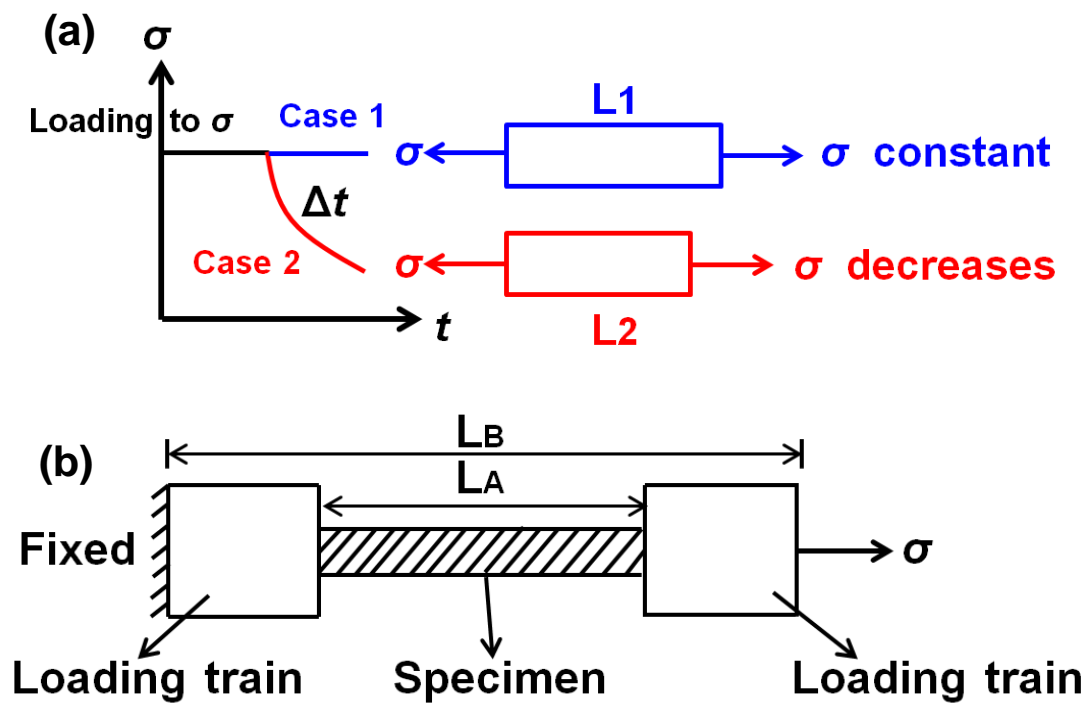 (a)
σ
Loading to σ
Case 1
L1
σ
σ constant
Δt
Case 2
σ
σ decreases
L2
t
(b)
LB
LA
Fixed
σ
Loading train
Specimen
Loading train